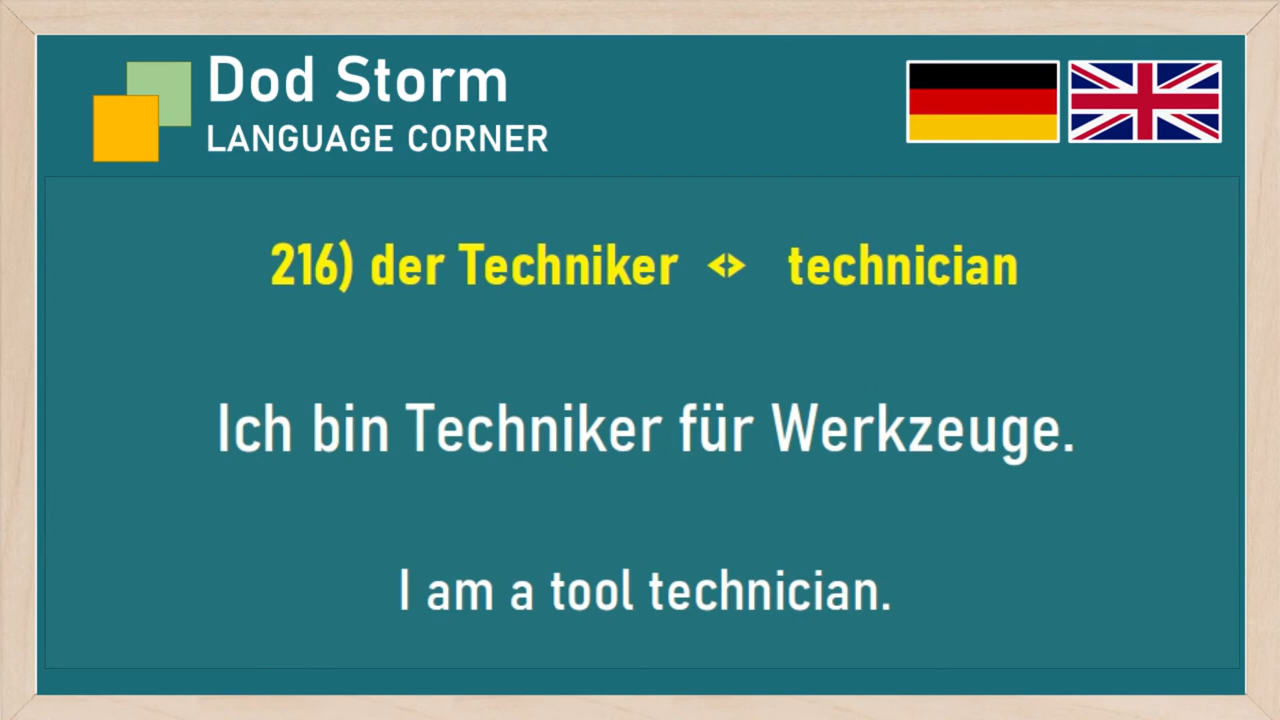 Dod Storm
LANGUAGE CORNER
216) der Techniker <> technician
Ich bin Techniker für Werkzeuge.
I am a tool technician.